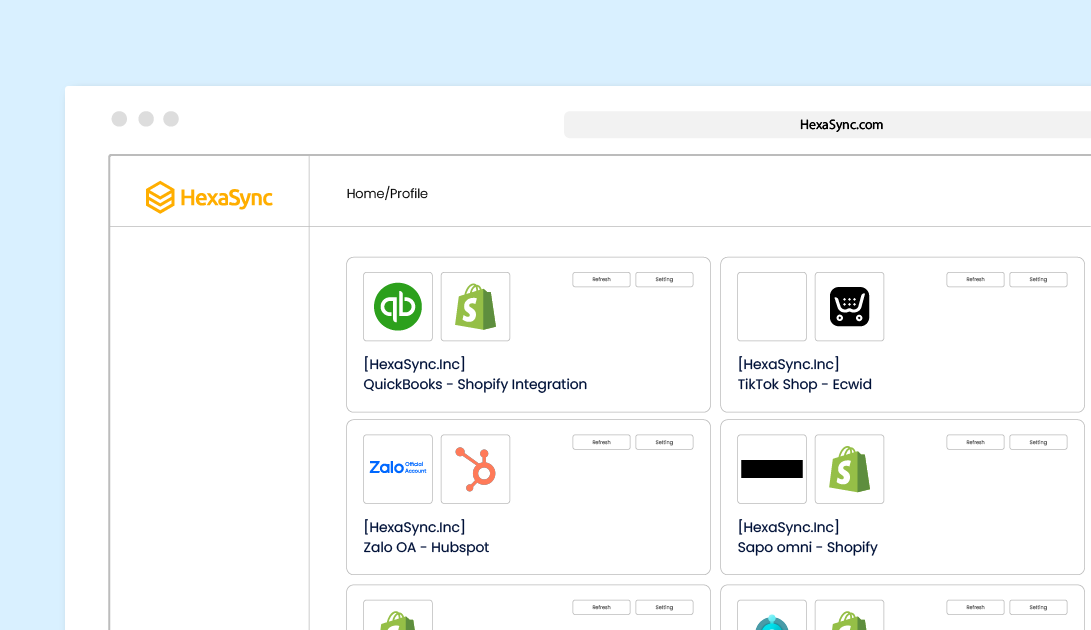 HexaSync.com
HexaSync
Home/Profile
qb
Refresh
Setting
[HexaSync.Inc]
QuickBooks - Shopify Integration
Refresh
Setting
[HexaSync.Inc]
TikTok Shop - Ecwid
Zalo Official
Account
Refresh
Setting
[HexaSync.Inc]
Zalo OA - Hubspot
Refresh
Setting
[HexaSync.Inc]
Sapo omni - Shopify
Refresh
Setting
Refresh
Setting